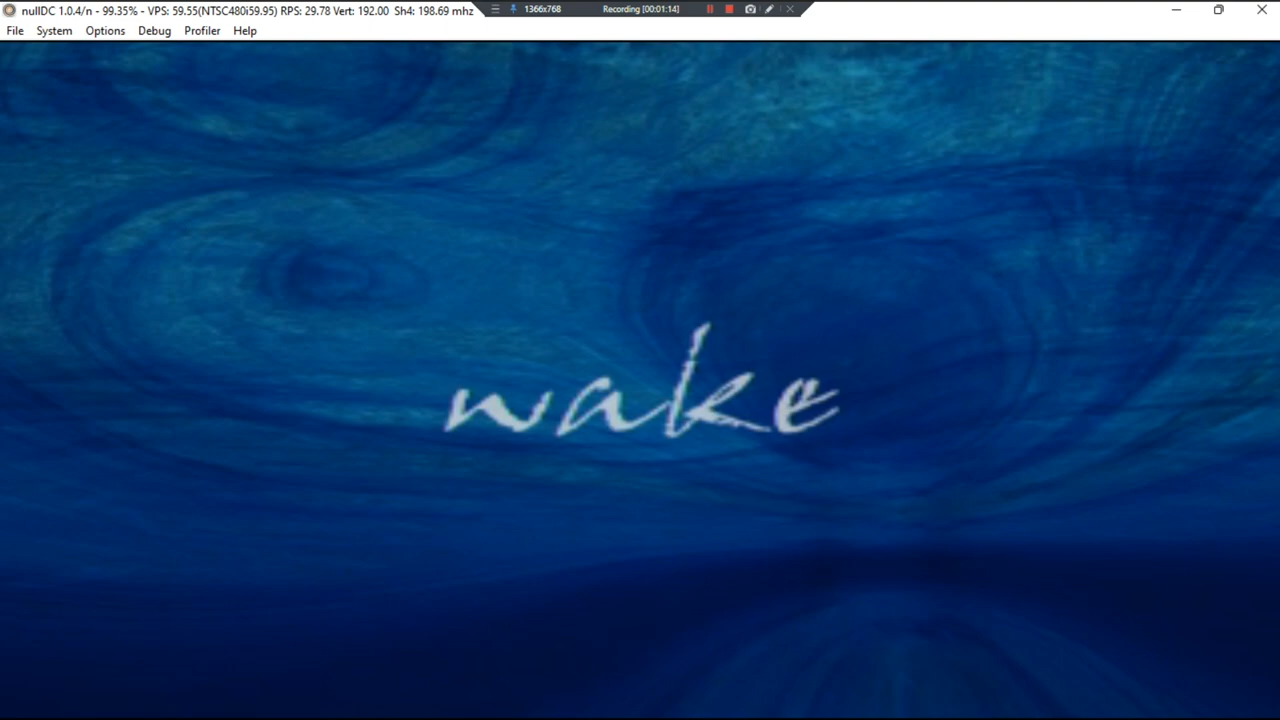 nullDC 1.0.4/n - 99.35% - VPS: 59.55(NTSC480i59.95) RPS: 29.78 Vert: 192.00 Sh4: 198.69 mhz
1366x768 Recording [00:01:14]
File System Options Debug Profiler Help
wake